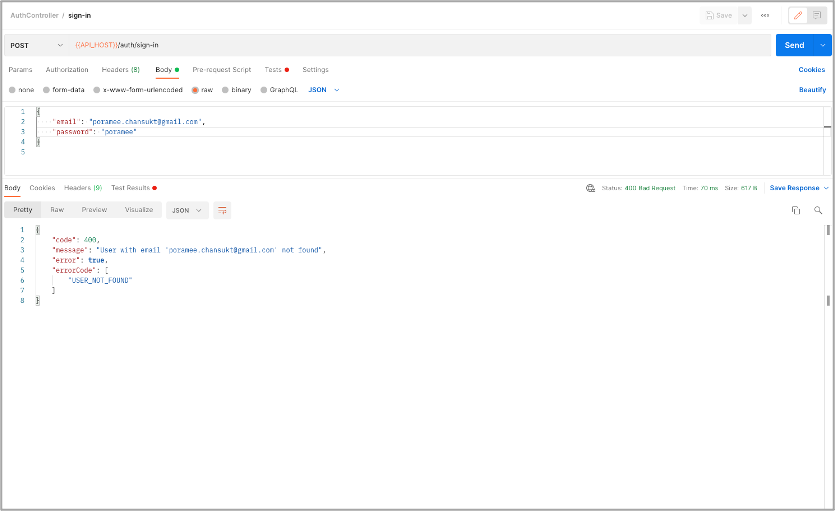 AuthController / sign-in
Save
POST {{API_HOST}}/auth/sign-in Send
Params Authorization Headers (8) Body Pre-request Script Tests Settings Cookies
none form-data x-www-form-urlencoded raw binary GraphQL JSON Beautify
1 {
2 "email": "poramee.chansukt@gmail.com",
3 "password": "poramee"
4 }
5
Body Cookies Headers (9) Test Results Status: 400 Bad Request Time: 70 ms Size: 617 B Save Response
Pretty Raw Preview Visualize JSON
1 {
2 "code": 400,
3 "message": "User with email 'poramee.chansukt@gmail.com' not found",
4 "error": true,
5 "errorCode": [
6 "USER_NOT_FOUND"
7 ]
8 }